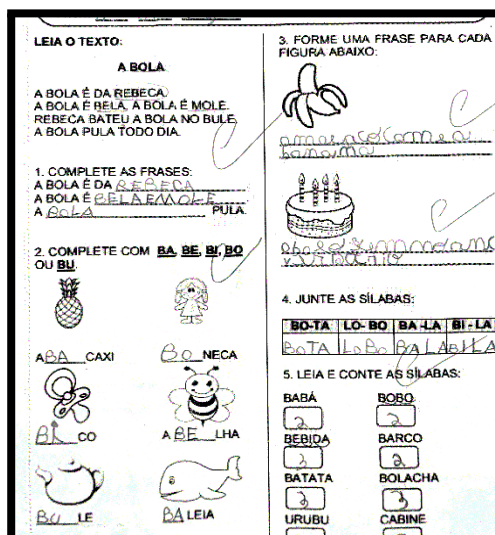 LEIA O TEXTO:
A BOLA
A BOLA É DA REBECA.
A BOLA É BELA, A BOLA É MOLE.
REBECA BATEU A BOLA NO BULE,
A BOLA PULA TODO DIA.
1. COMPLETE AS FRASES:
A BOLA É DA REBECA
A BOLA É BELA E MOLE
A BOLA PULA.
2. COMPLETE COM BA, BE, BI, BO
OU BU.
ABACAXI BONECA
BICO ABELHA
BULE BALEIA
3. FORME UMA FRASE PARA CADA
FIGURA ABAIXO:
4. JUNTE AS SÍLABAS:
BO-TA LO-BO BA-LA BI-LA
BOTA LOBO BALA BILA
5. LEIA E CONTE AS SÍLABAS:
BABÁ BOBO
2 2
BEBIDA BARCO
3 2
BATATA BOLACHA
3 3
URUBU CABINE